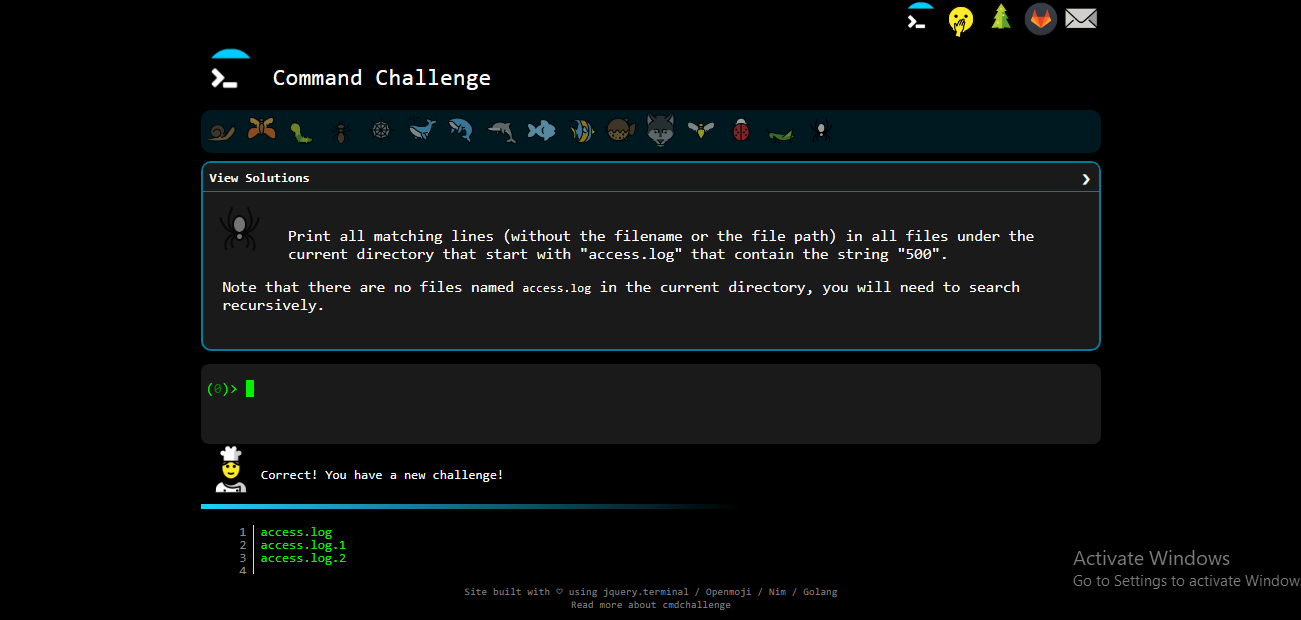 Command Challenge
View Solutions ❯
Print all matching lines (without the filename or the file path) in all files under the
current directory that start with "access.log" that contain the string "500".
Note that there are no files named access.log in the current directory, you will need to search
recursively.
(0)>
Correct! You have a new challenge!
1 access.log
2 access.log.1
3 access.log.2
4
Activate Windows
Go to Settings to activate Window
Site built with ♡ using jquery.terminal / Openmoji / Nim / Golang
Read more about cmdchallenge